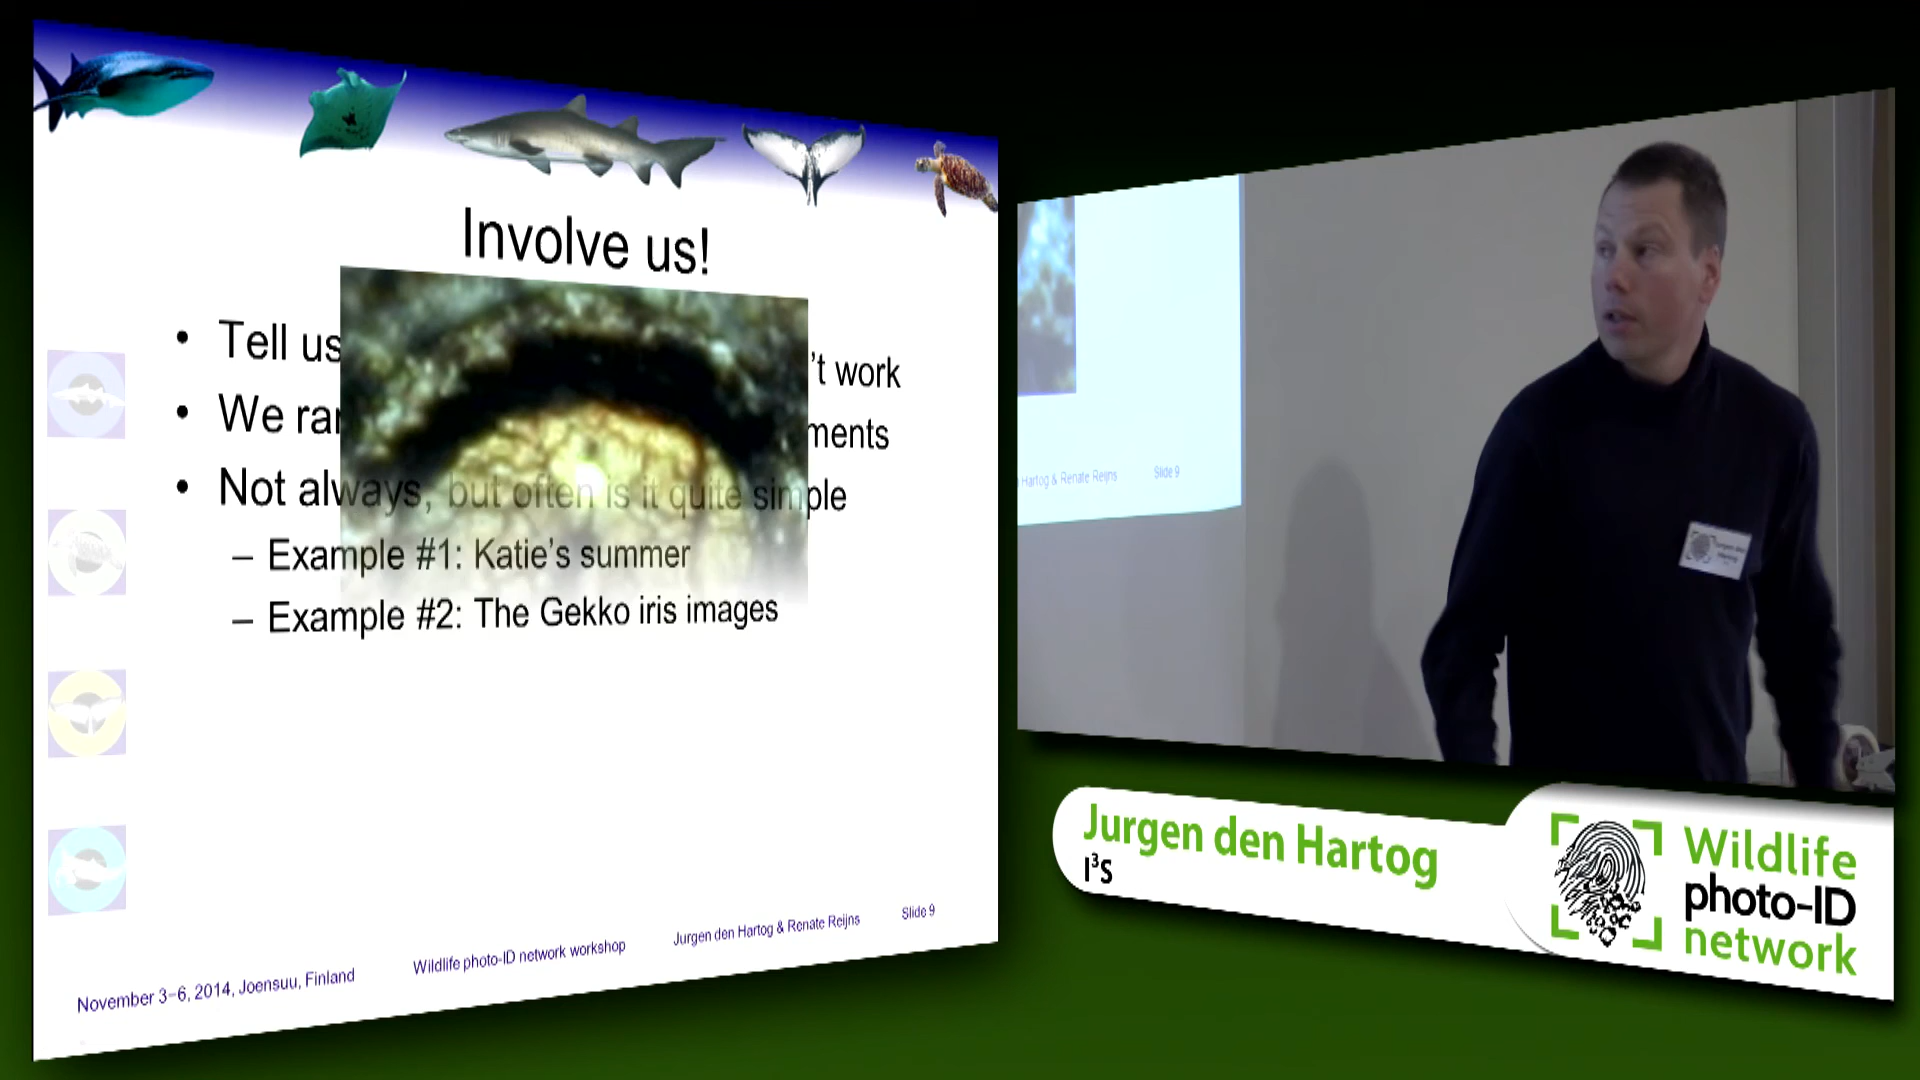 Involve us!
• Tell us 't work
• We ra ments
• Not always, but often is it quite simple
– Example #1: Katie's summer
– Example #2: The Gekko iris images
November 3-6, 2014, Joensuu, Finland
Wildlife photo-ID network workshop
Jurgen den Hartog & Renate Reijns
Slide 9
Hartog & Renate Reijns
Slide 9
Jurgen den Hartog
I³S
Wildlife
photo-ID
network